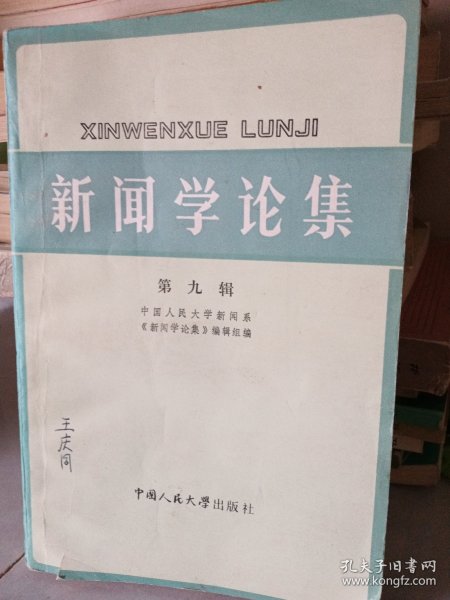 XINWENXUE LUNJI
新闻学论集
第九辑
中国人民大学新闻系
《新闻学论集》编辑组编
王庆同
中国人民大学出版社
孔夫子旧书网
www.kongfz.com